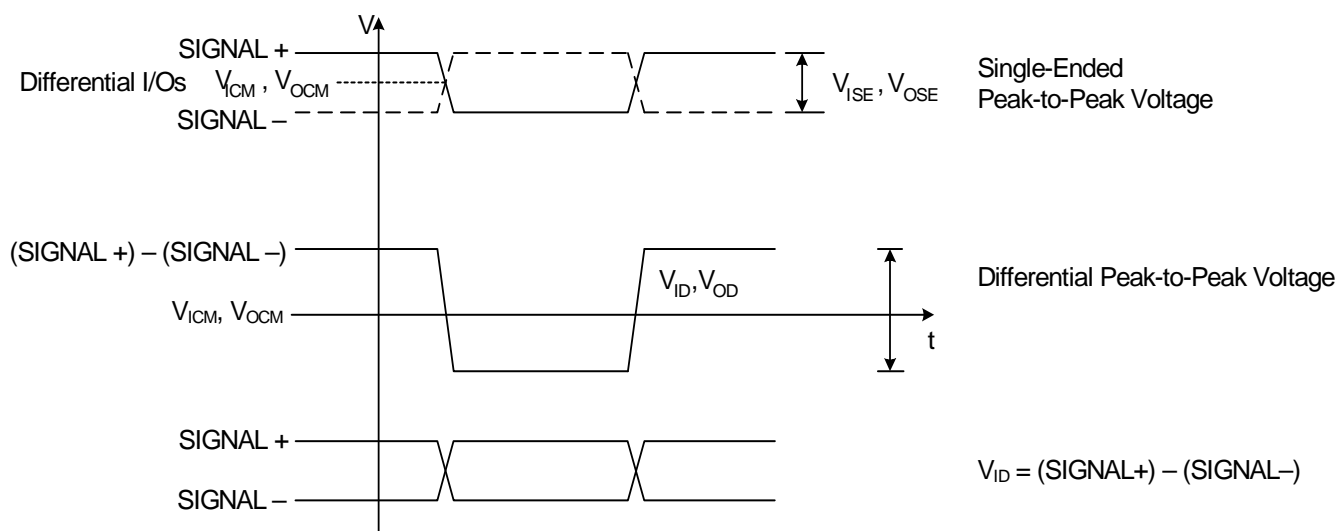 V
SIGNAL +
Differential I/Os
V_ICM , V_OCM
SIGNAL –
V_ISE , V_OSE
Single-Ended
Peak-to-Peak Voltage
(SIGNAL +) – (SIGNAL –)
V_ID, V_OD
Differential Peak-to-Peak Voltage
V_ICM, V_OCM
t
SIGNAL +
SIGNAL –
V_ID = (SIGNAL+) – (SIGNAL–)